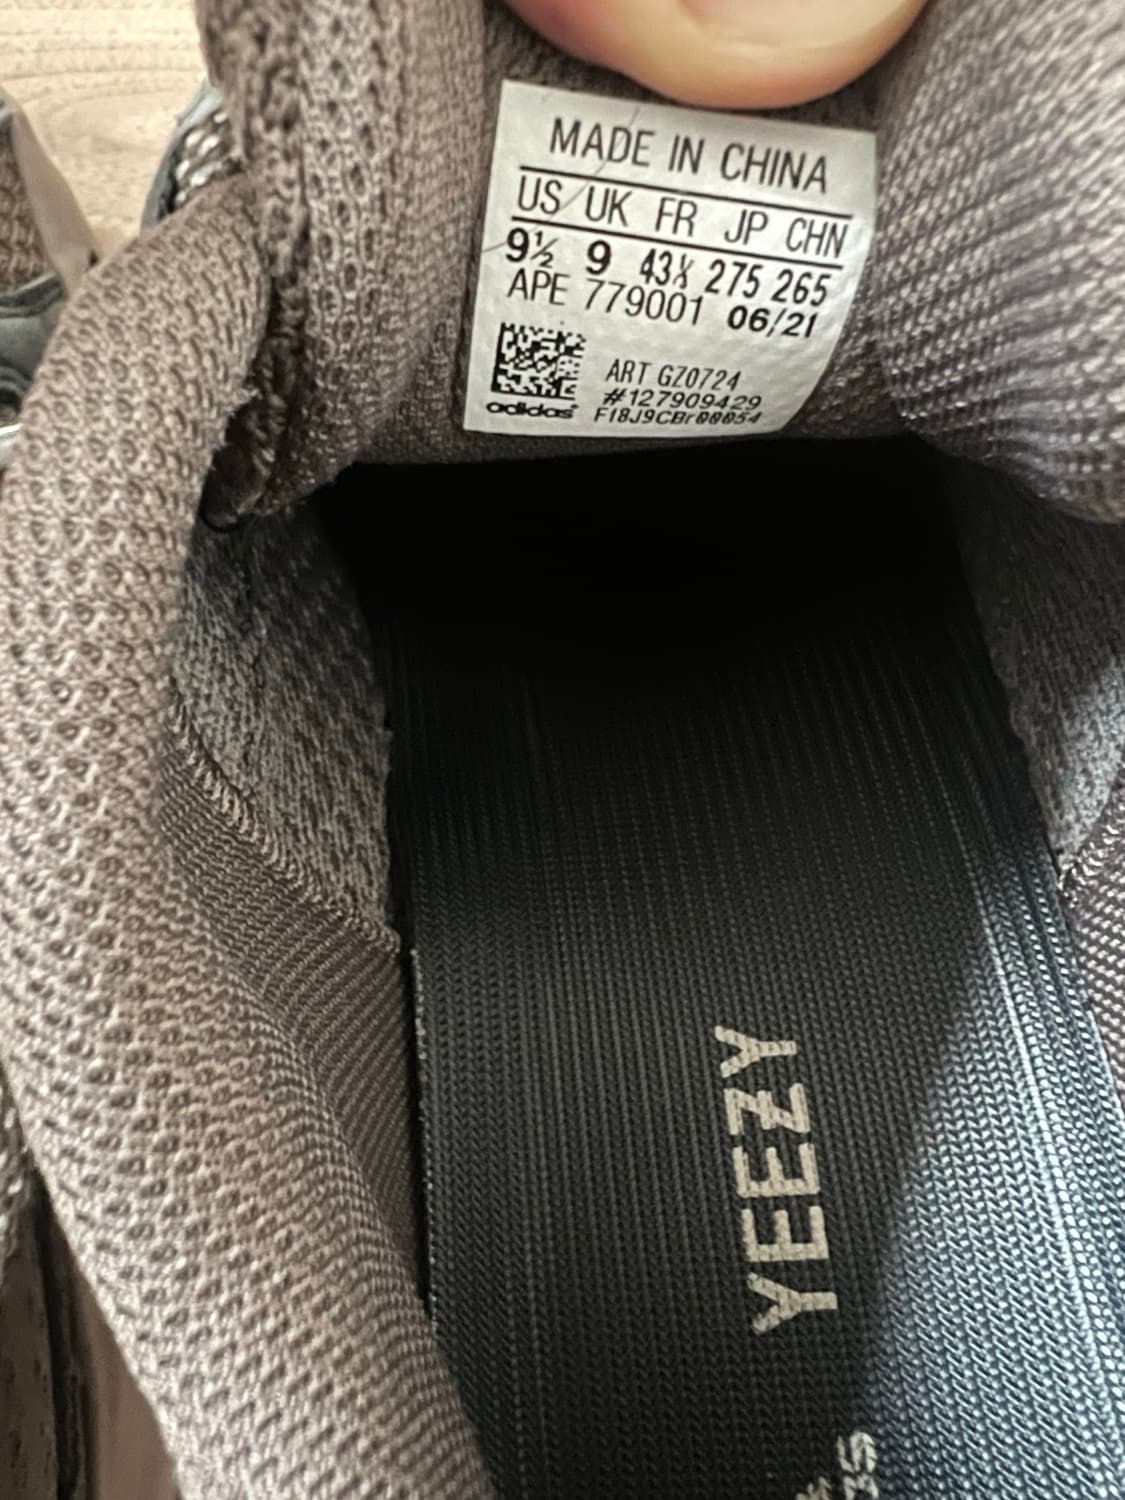 MADE IN CHINA
US UK FR JP CHN
9½ 9 43⅓ 275 265
APE 779001 06/21
ART GZ0724
#127909429
adidas F18J9CBr00054
YEEZY